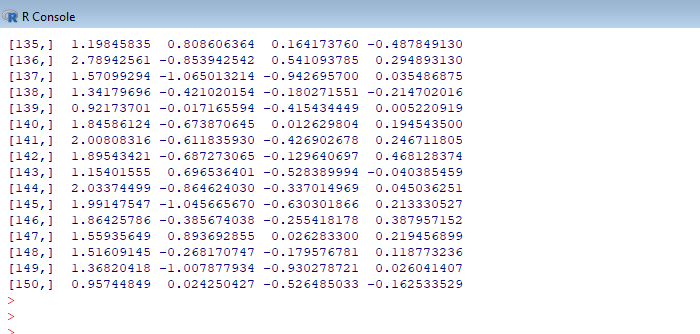 R Console
[135,] 1.19845835 0.808606364 0.164173760 -0.487849130
[136,] 2.78942561 -0.853942542 0.541093785 0.294893130
[137,] 1.57099294 -1.065013214 -0.942695700 0.035486875
[138,] 1.34179696 -0.421020154 -0.180271551 -0.214702016
[139,] 0.92173701 -0.017165594 -0.415434449 0.005220919
[140,] 1.84586124 -0.673870645 0.012629804 0.194543500
[141,] 2.00808316 -0.611835930 -0.426902678 0.246711805
[142,] 1.89543421 -0.687273065 -0.129640697 0.468128374
[143,] 1.15401555 0.696536401 -0.528389994 -0.040385459
[144,] 2.03374499 -0.864624030 -0.337014969 0.045036251
[145,] 1.99147547 -1.045665670 -0.630301866 0.213330527
[146,] 1.86425786 -0.385674038 -0.255418178 0.387957152
[147,] 1.55935649 0.893692855 0.026283300 0.219456899
[148,] 1.51609145 -0.268170747 -0.179576781 0.118773236
[149,] 1.36820418 -1.007877934 -0.930278721 0.026041407
[150,] 0.95744849 0.024250427 -0.526485033 -0.162533529
>
>
>